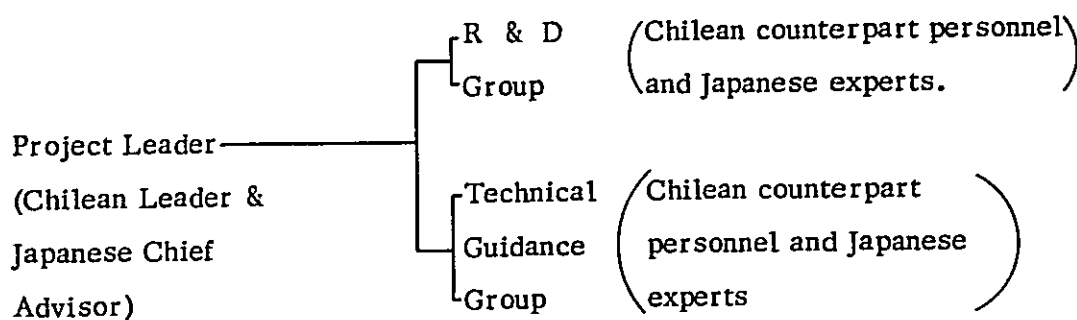 R & D
Group
(Chilean counterpart personnel
and Japanese experts.)
Project Leader
(Chilean Leader &
Japanese Chief
Advisor)
Technical
Guidance
Group
(Chilean counterpart
personnel and Japanese
experts)